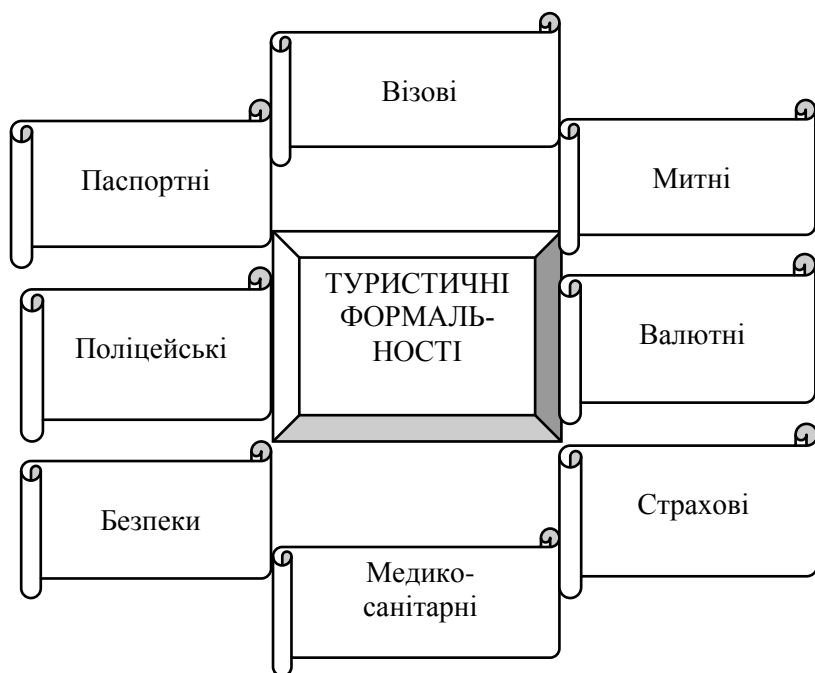 Візові
Паспортні
Митні
ТУРИСТИЧНІ
ФОРМАЛЬ-
НОСТІ
Поліцейські
Валютні
Безпеки
Страхові
Медико-
санітарні